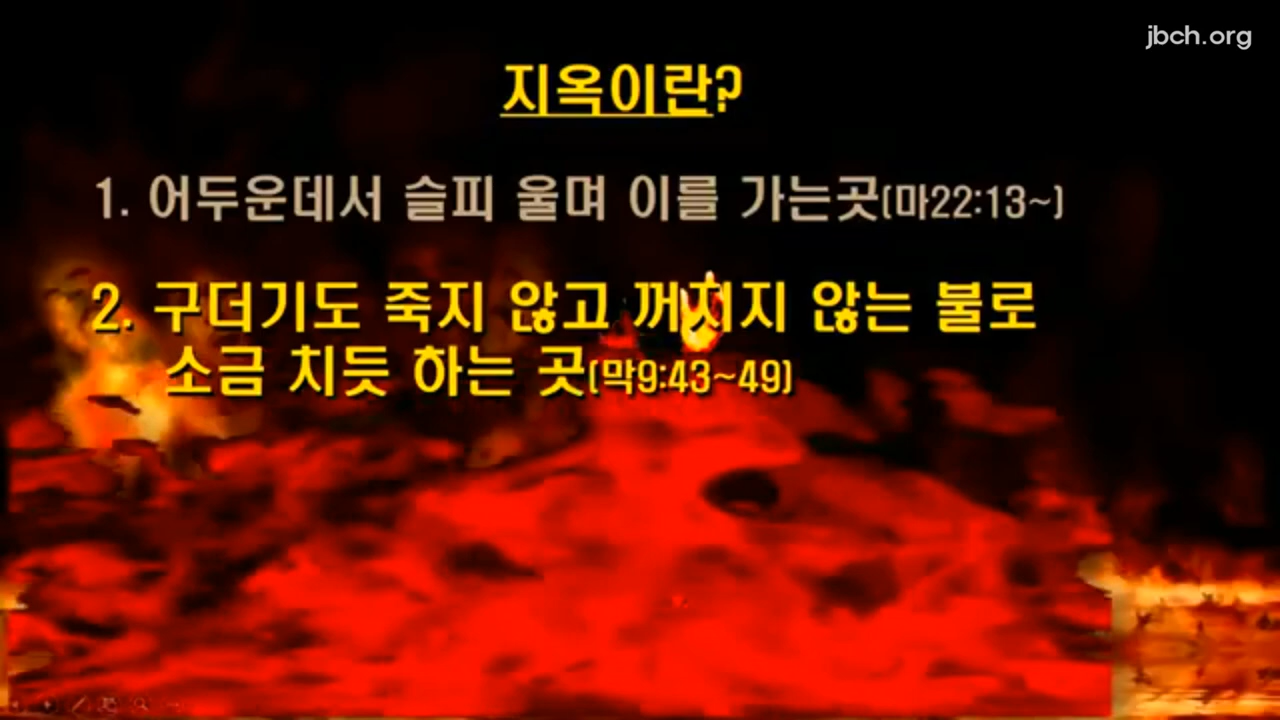 jbch.org
지옥이란?
1. 어두운데서 슬피 울며 이를 가는곳(마22:13~)
2. 구더기도 죽지 않고 꺼지지 않는 불로
소금 치듯 하는 곳(막9:43~49)